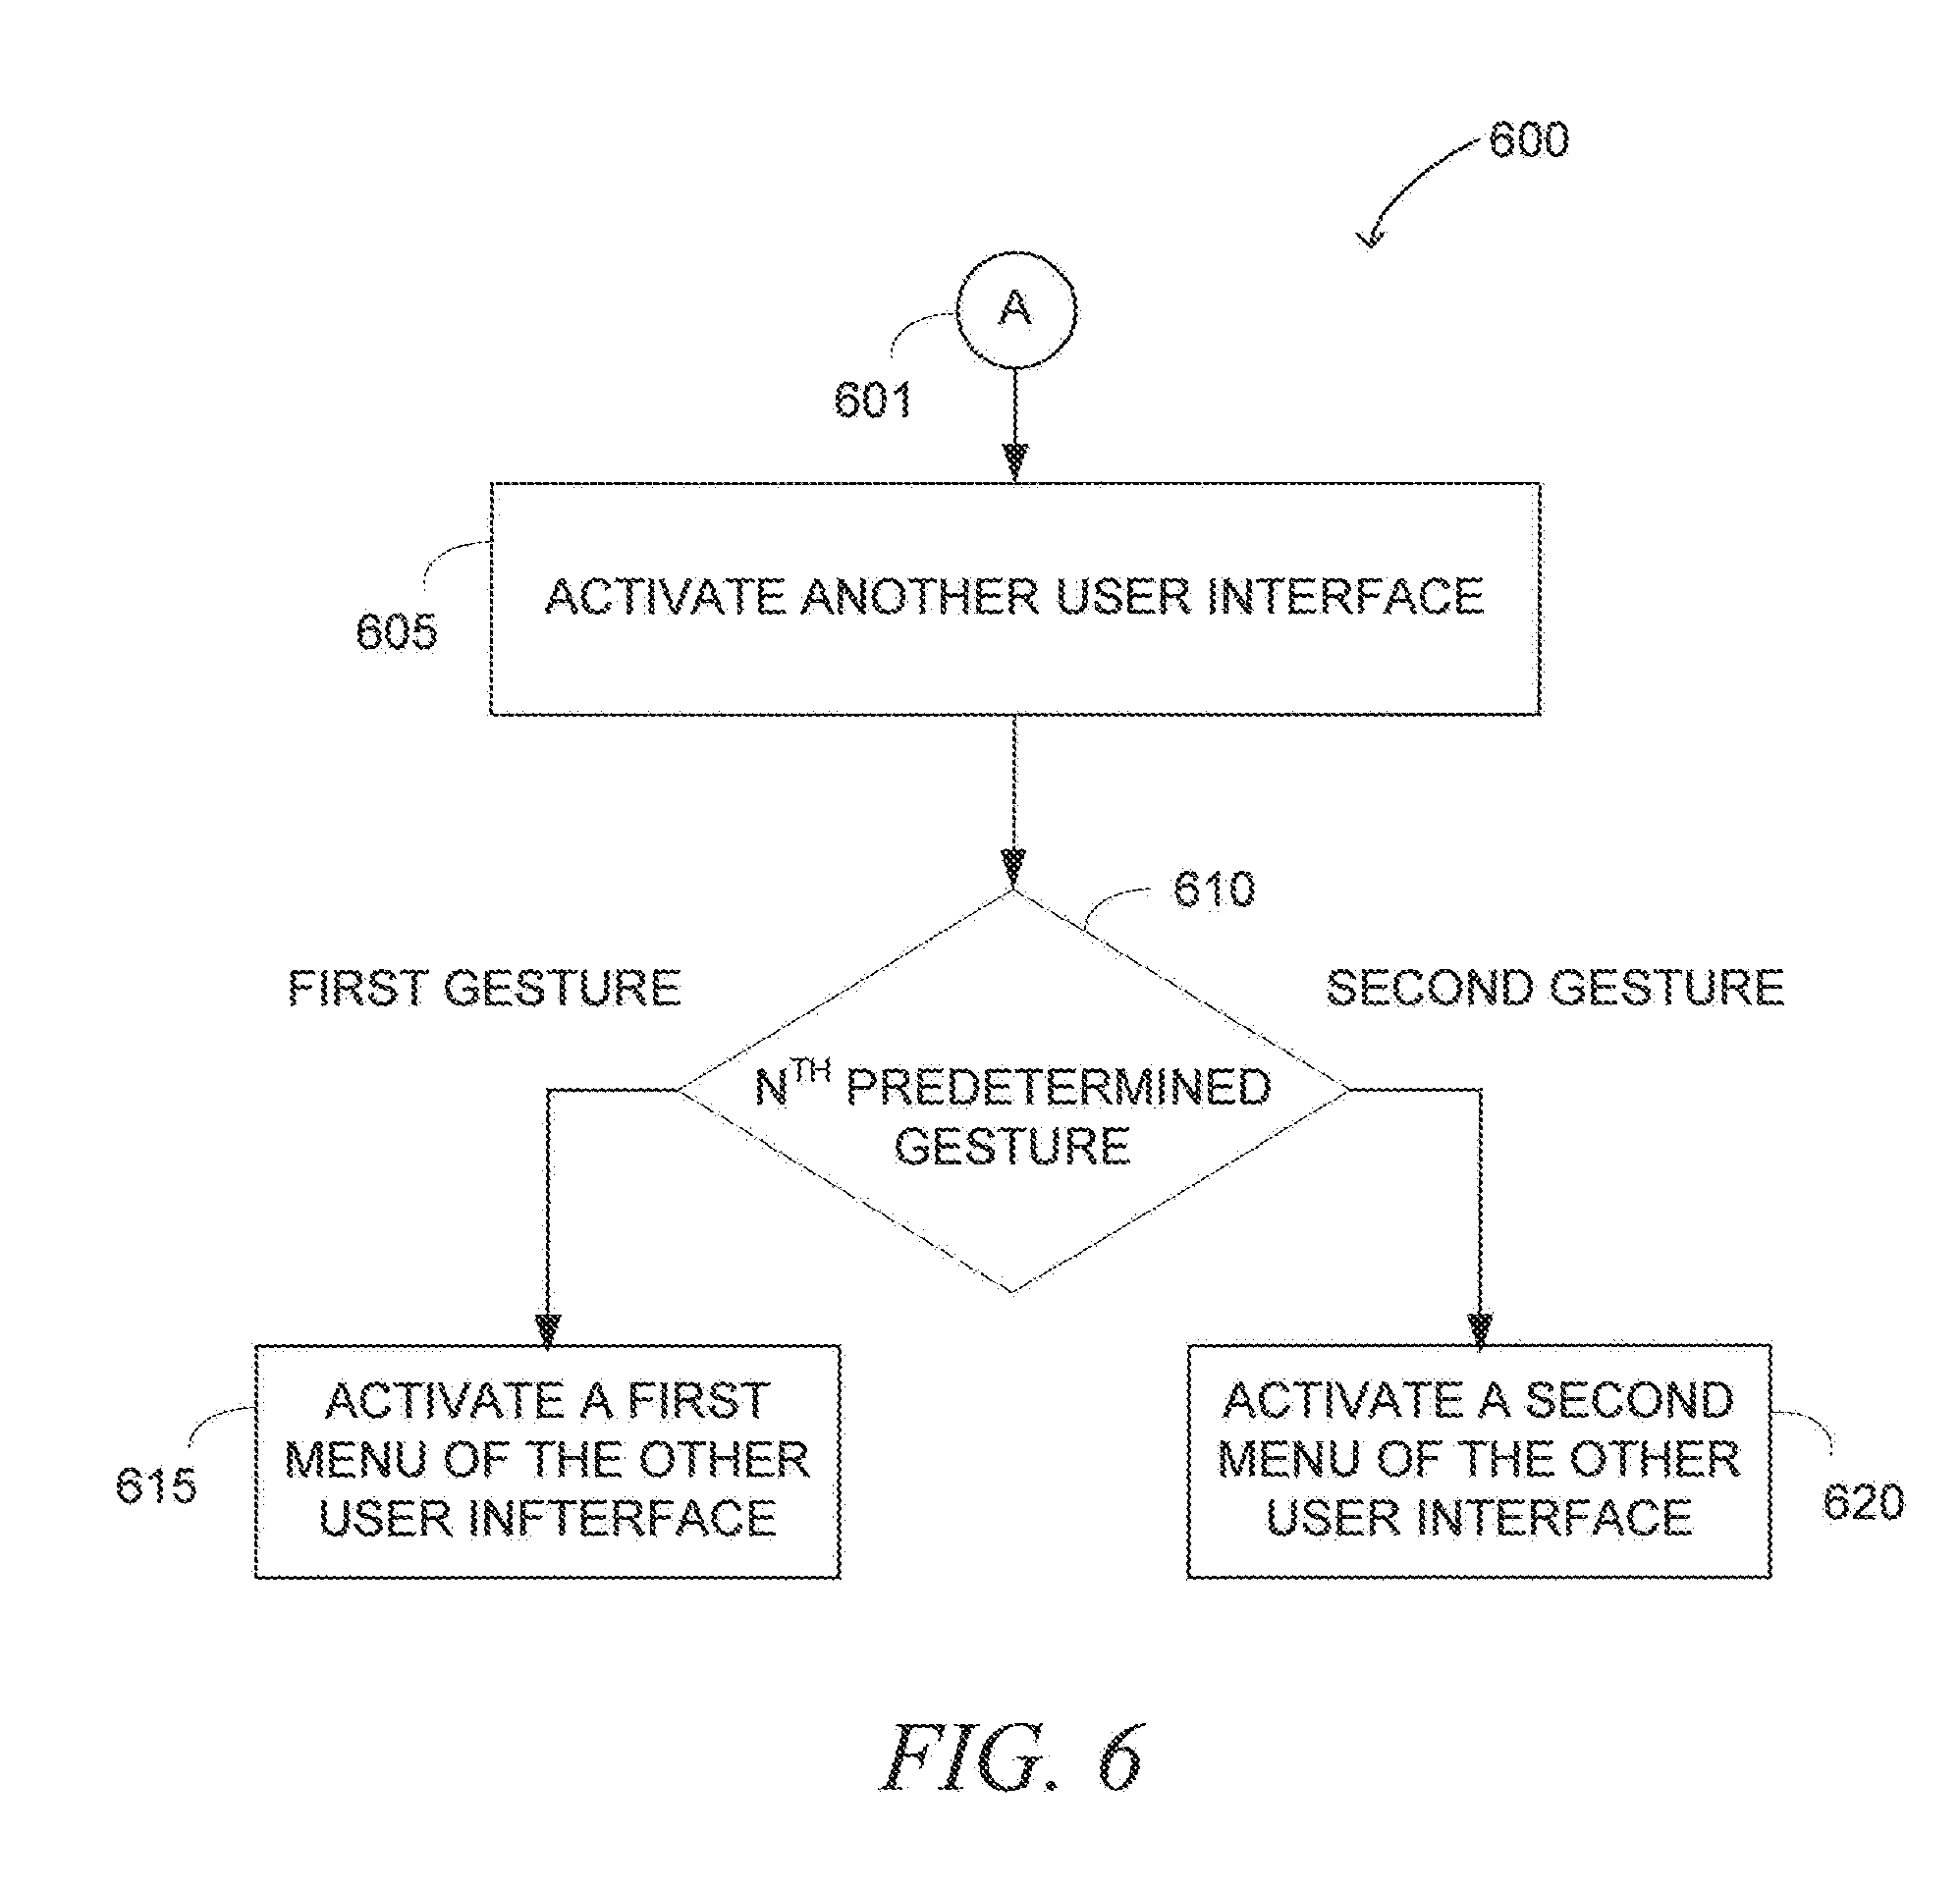 600
A
601
ACTIVATE ANOTHER USER INTERFACE
605
610
FIRST GESTURE
SECOND GESTURE
NTH PREDETERMINED
GESTURE
ACTIVATE A FIRST
MENU OF THE OTHER
USER INFTERFACE
615
ACTIVATE A SECOND
MENU OF THE OTHER
USER INTERFACE
620
FIG. 6